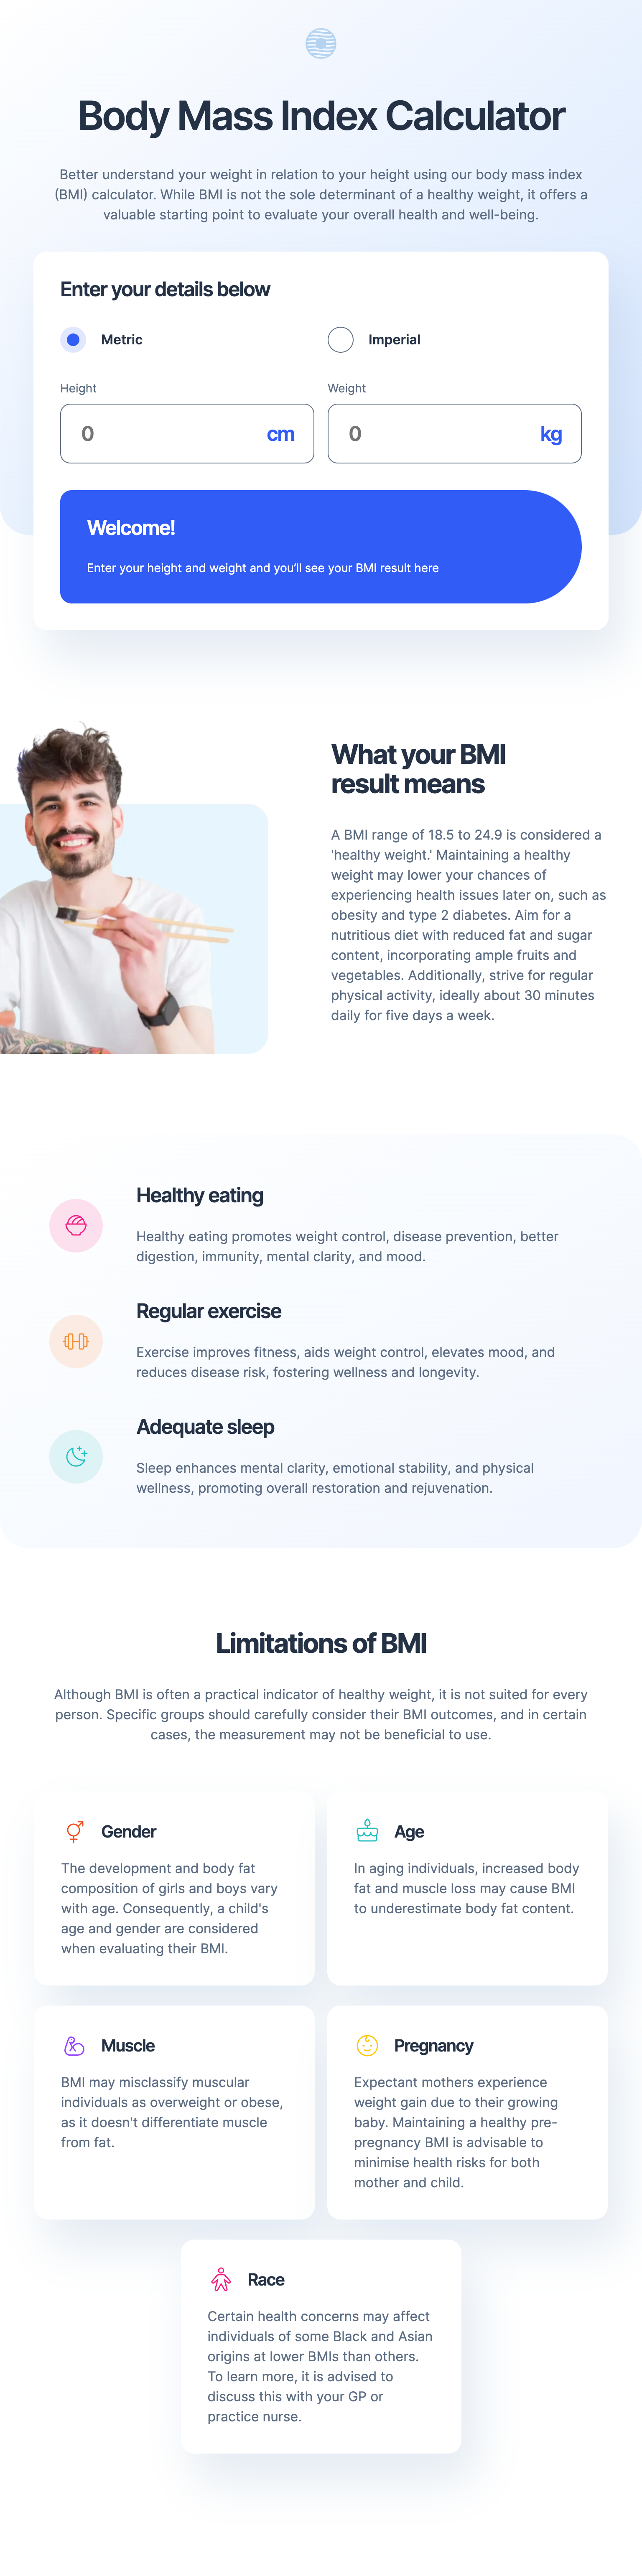 Body Mass Index Calculator
Better understand your weight in relation to your height using our body mass index
(BMI) calculator. While BMI is not the sole determinant of a healthy weight, it offers a
valuable starting point to evaluate your overall health and well-being.
Enter your details below
Metric
Imperial
Height
Weight
0 cm
0 kg
Welcome!
Enter your height and weight and you'll see your BMI result here
What your BMI
result means
A BMI range of 18.5 to 24.9 is considered a
'healthy weight.' Maintaining a healthy
weight may lower your chances of
experiencing health issues later on, such as
obesity and type 2 diabetes. Aim for a
nutritious diet with reduced fat and sugar
content, incorporating ample fruits and
vegetables. Additionally, strive for regular
physical activity, ideally about 30 minutes
daily for five days a week.
Healthy eating
Healthy eating promotes weight control, disease prevention, better
digestion, immunity, mental clarity, and mood.
Regular exercise
Exercise improves fitness, aids weight control, elevates mood, and
reduces disease risk, fostering wellness and longevity.
Adequate sleep
Sleep enhances mental clarity, emotional stability, and physical
wellness, promoting overall restoration and rejuvenation.
Limitations of BMI
Although BMI is often a practical indicator of healthy weight, it is not suited for every
person. Specific groups should carefully consider their BMI outcomes, and in certain
cases, the measurement may not be beneficial to use.
Gender
The development and body fat
composition of girls and boys vary
with age. Consequently, a child's
age and gender are considered
when evaluating their BMI.
Age
In aging individuals, increased body
fat and muscle loss may cause BMI
to underestimate body fat content.
Muscle
BMI may misclassify muscular
individuals as overweight or obese,
as it doesn't differentiate muscle
from fat.
Pregnancy
Expectant mothers experience
weight gain due to their growing
baby. Maintaining a healthy pre-
pregnancy BMI is advisable to
minimise health risks for both
mother and child.
Race
Certain health concerns may affect
individuals of some Black and Asian
origins at lower BMIs than others.
To learn more, it is advised to
discuss this with your GP or
practice nurse.